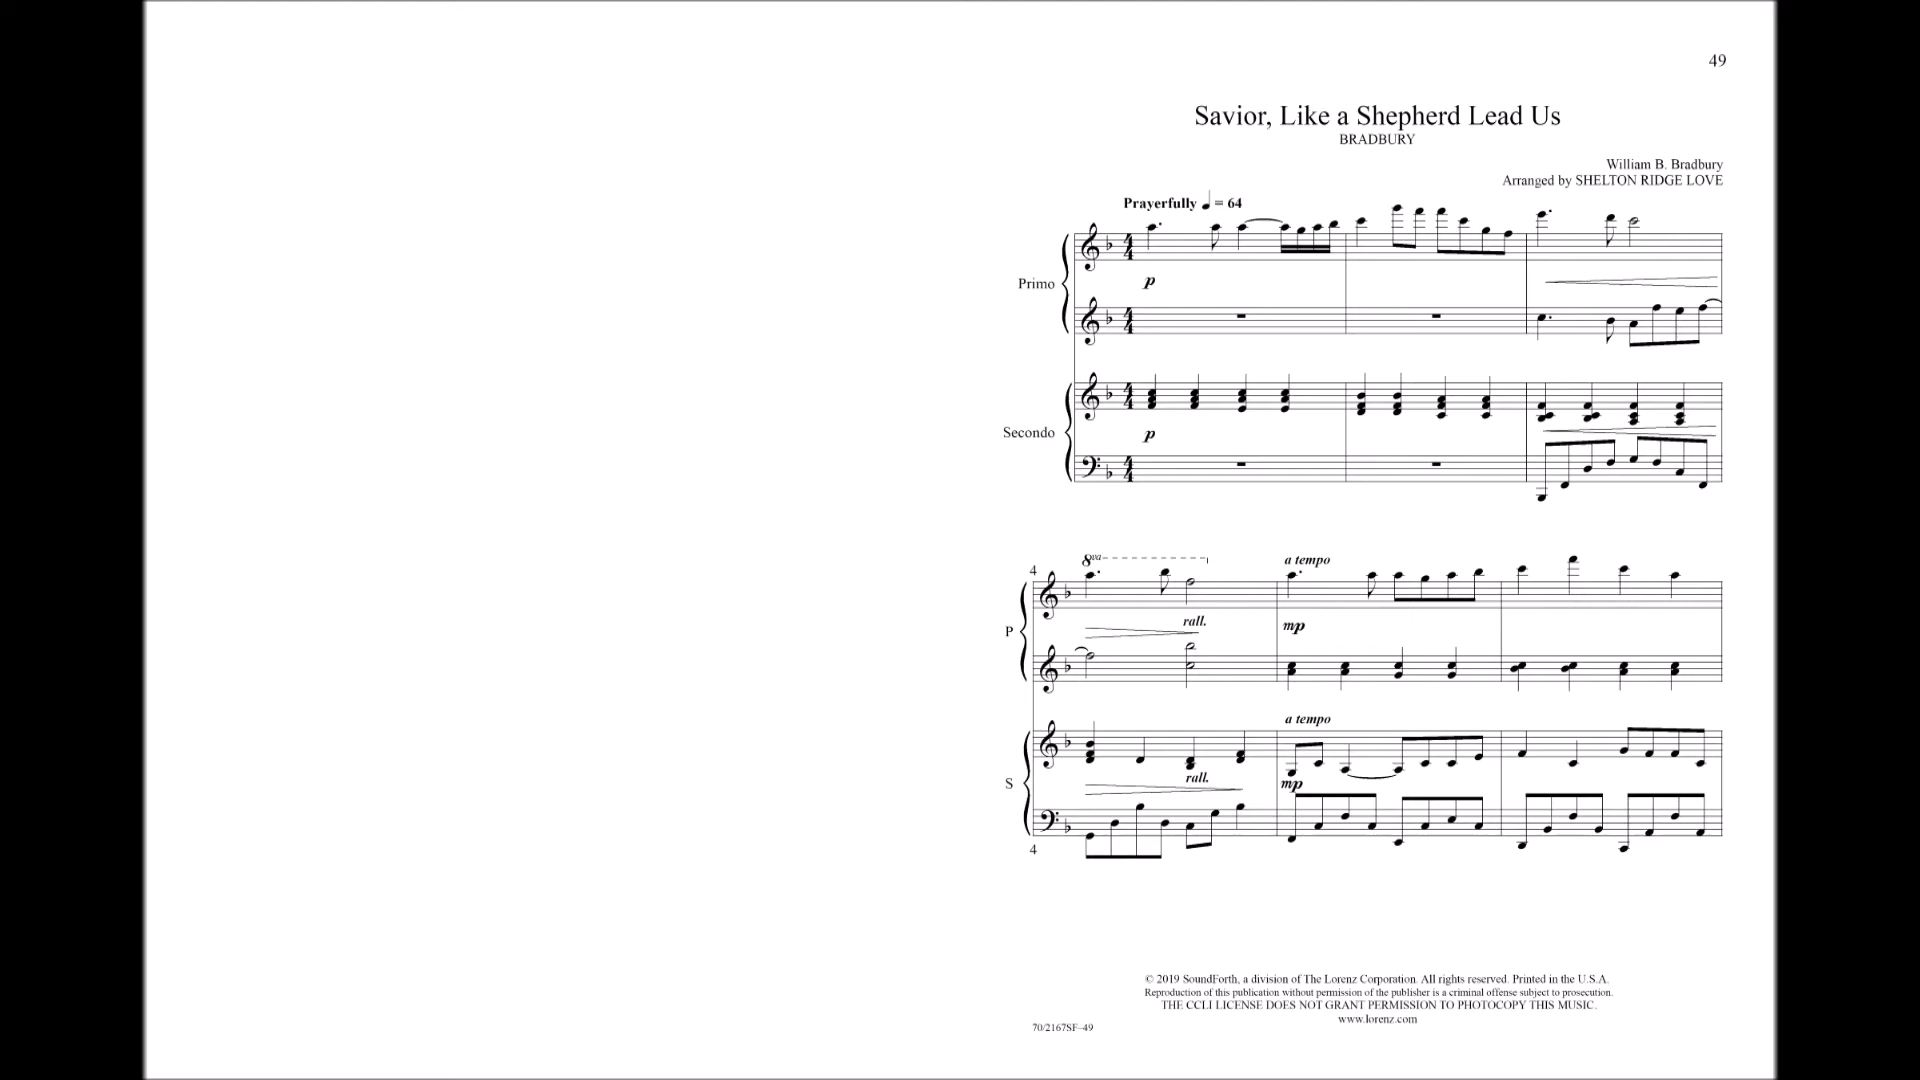 49
Savior, Like a Shepherd Lead Us
BRADBURY
William B. Bradbury
Arranged by SHELTON RIDGE LOVE
Prayerfully ♩ = 64
Primo
p
Secondo
p
8va
a tempo
4
rall.
mp
P
a tempo
rall.
mp
S
4
© 2019 SoundForth, a division of The Lorenz Corporation. All rights reserved. Printed in the U.S.A.
Reproduction of this publication without permission of the publisher is a criminal offense subject to prosecution.
THE CCLI LICENSE DOES NOT GRANT PERMISSION TO PHOTOCOPY THIS MUSIC.
www.lorenz.com
70/2167SF–49